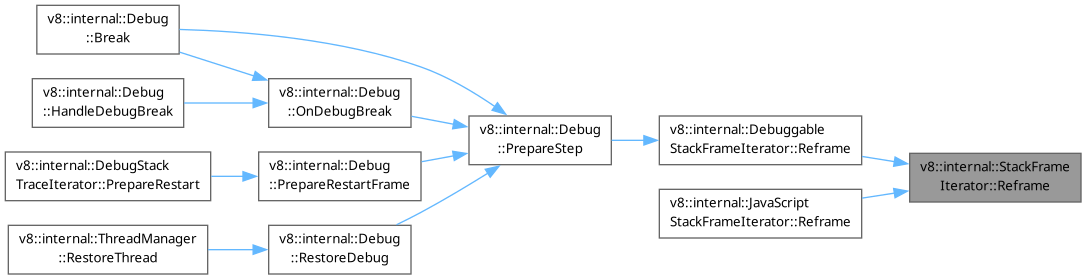 v8::internal::Debug
::Break
v8::internal::Debug
::HandleDebugBreak
v8::internal::Debug
::OnDebugBreak
v8::internal::Debug
::PrepareStep
v8::internal::Debuggable
StackFrameIterator::Reframe
v8::internal::StackFrame
Iterator::Reframe
v8::internal::DebugStack
TraceIterator::PrepareRestart
v8::internal::Debug
::PrepareRestartFrame
v8::internal::JavaScript
StackFrameIterator::Reframe
v8::internal::ThreadManager
::RestoreThread
v8::internal::Debug
::RestoreDebug